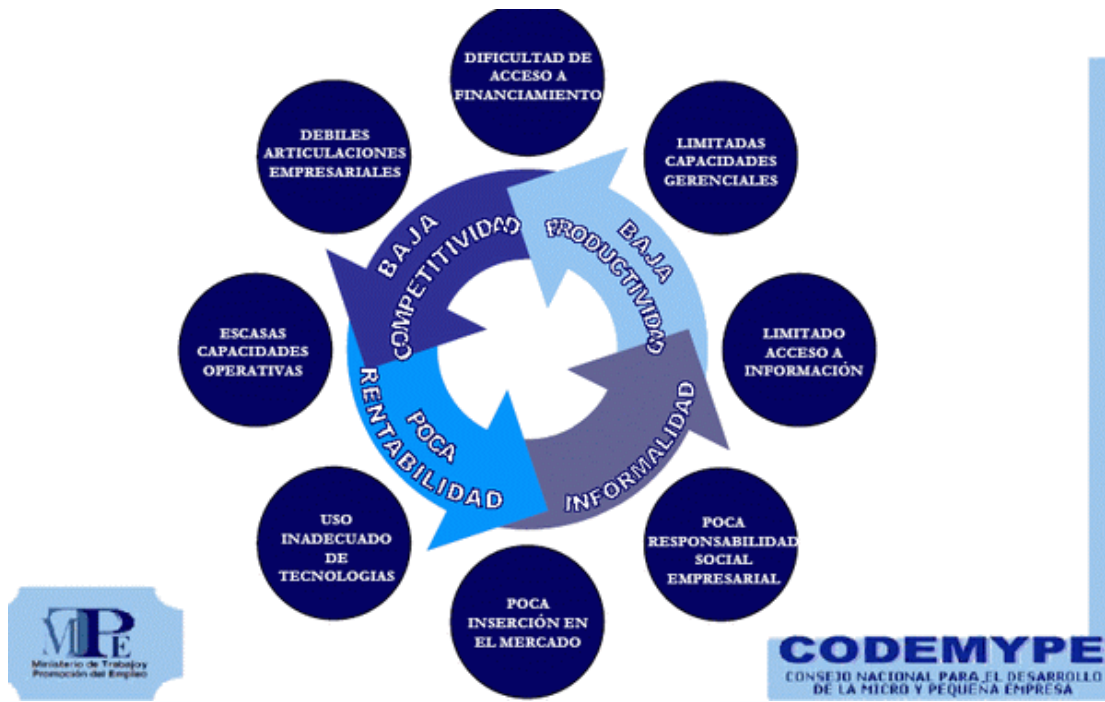 DIFICULTAD DE
ACCESO A
FINANCIAMIENTO
LIMITADAS
CAPACIDADES
GERENCIALES
LIMITADO
ACCESO A
INFORMACIÓN
POCA
RESPONSABILIDAD
SOCIAL
EMPRESARIAL
POCA
INSERCIÓN EN
EL MERCADO
USO
INADECUADO
DE
TECNOLOGIAS
ESCASAS
CAPACIDADES
OPERATIVAS
DEBILES
ARTICULACIONES
EMPRESARIALES
BAJA
COMPETITIVIDAD
BAJA
PRODUCTIVIDAD
INFORMALIDAD
POCA
RENTABILIDAD
MTPE
Ministerio de Trabajo y
Promoción del Empleo
CODEMYPE
CONSEJO NACIONAL PARA EL DESARROLLO
DE LA MICRO Y PEQUEÑA EMPRESA